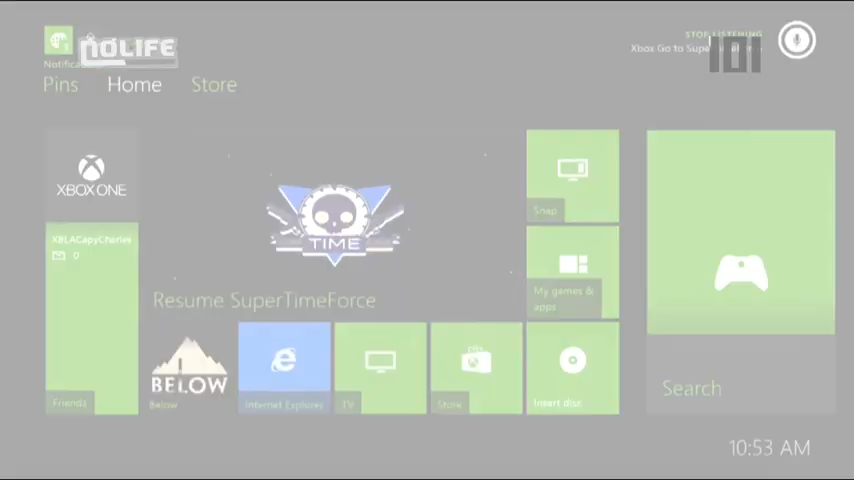 NOLIFE
STOP LISTENING
101
Pins
Home
Store
XBOX ONE
Snap
XBLACapyCharles
0
TIME
My games &
apps
Resume SuperTimeForce
BELOW
Below
Internet Explorer
TV
Store
Insert disc
Friends
Search
10:53 AM